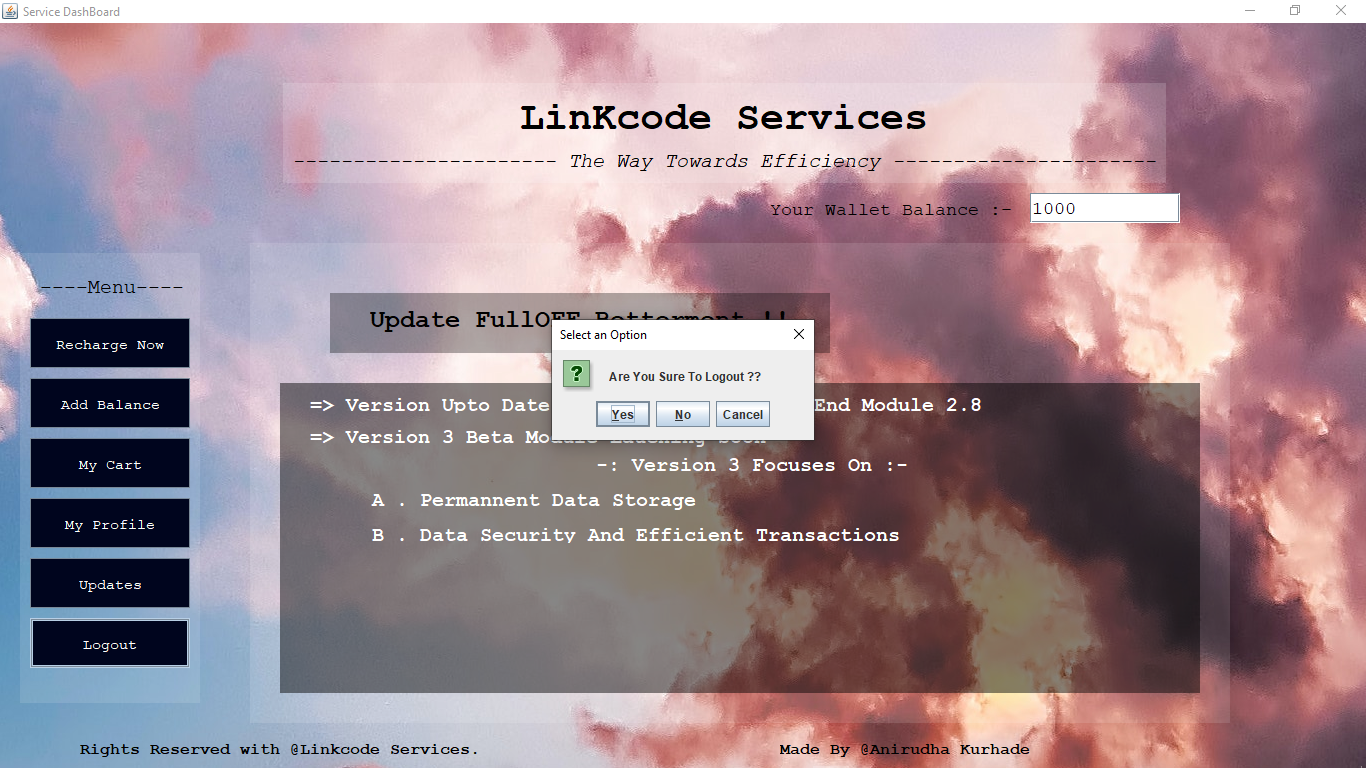 Service DashBoard
LinKcode Services
---------------------- The Way Towards Efficiency ----------------------
Your Wallet Balance :- 1000
----Menu----
Recharge Now
Add Balance
My Cart
My Profile
Updates
Logout
Update FullOFF Betterment !!
Select an Option
?
Are You Sure To Logout ??
Yes No Cancel
=> Version Upto Date End Module 2.8
=> Version 3 Beta Module Lauching Soon
-: Version 3 Focuses On :-
A . Permannent Data Storage
B . Data Security And Efficient Transactions
Rights Reserved with @Linkcode Services.
Made By @Anirudha Kurhade